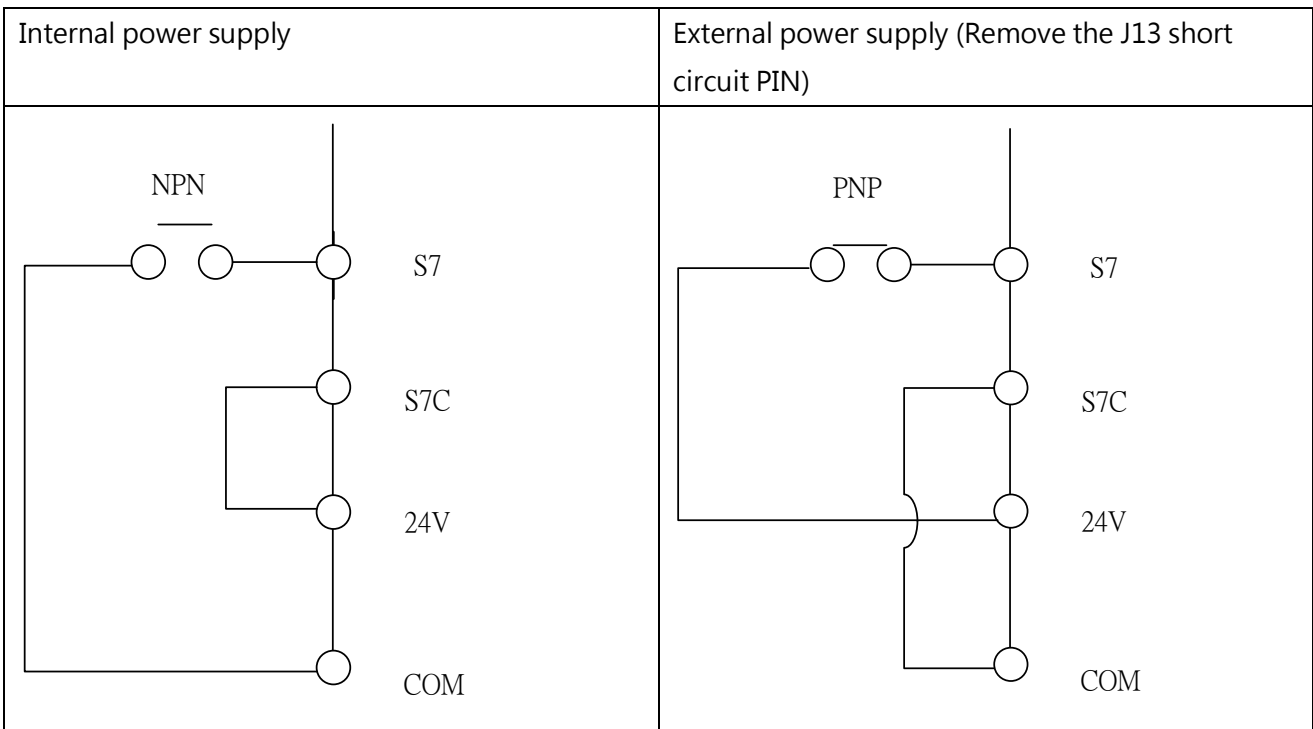 Internal power supply
External power supply (Remove the J13 short
circuit PIN)
NPN
S7
S7C
24V
COM
PNP
S7
S7C
24V
COM